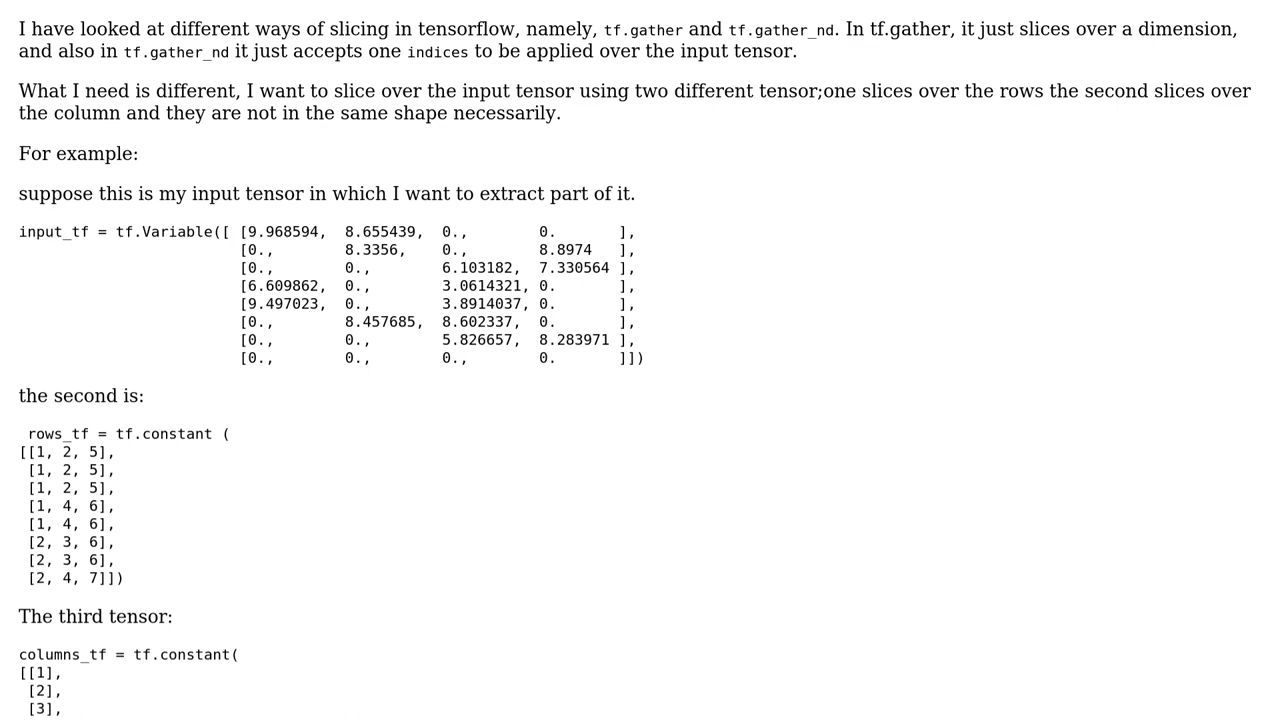 I have looked at different ways of slicing in tensorflow, namely, tf.gather and tf.gather_nd. In tf.gather, it just slices over a dimension,
and also in tf.gather_nd it just accepts one indices to be applied over the input tensor.
What I need is different, I want to slice over the input tensor using two different tensor;one slices over the rows the second slices over
the column and they are not in the same shape necessarily.
For example:
suppose this is my input tensor in which I want to extract part of it.
input_tf = tf.Variable([ [9.968594,  8.655439,  0.,        0.       ],
                         [0.,        8.3356,    0.,        8.8974   ],
                         [0.,        0.,        6.103182,  7.330564 ],
                         [6.609862,  0.,        3.0614321, 0.       ],
                         [9.497023,  0.,        3.8914037, 0.       ],
                         [0.,        8.457685,  8.602337,  0.       ],
                         [0.,        0.,        5.826657,  8.283971 ],
                         [0.,        0.,        0.,        0.       ]])
the second is:
 rows_tf = tf.constant (
[[1, 2, 5],
 [1, 2, 5],
 [1, 2, 5],
 [1, 4, 6],
 [1, 4, 6],
 [2, 3, 6],
 [2, 3, 6],
 [2, 4, 7]])
The third tensor:
columns_tf = tf.constant(
[[1],
 [2],
 [3],